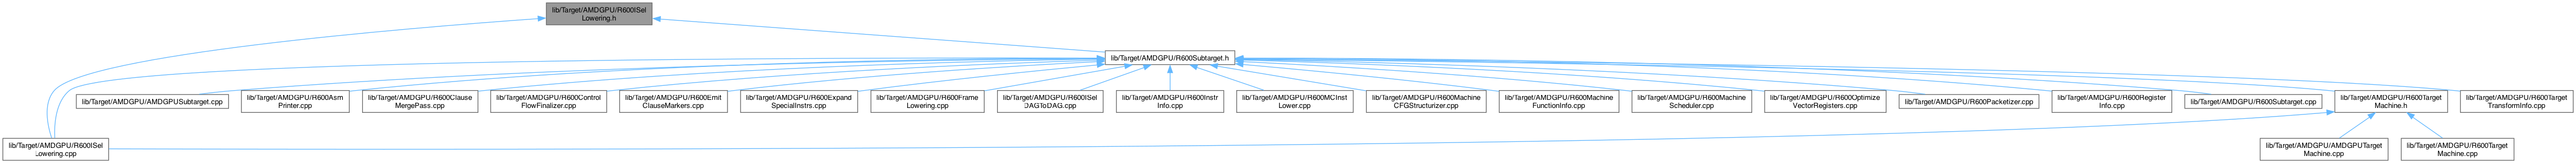 lib/Target/AMDGPU/R600ISel
Lowering.h
lib/Target/AMDGPU/R600Subtarget.h
lib/Target/AMDGPU/AMDGPUSubtarget.cpp
lib/Target/AMDGPU/R600Asm
Printer.cpp
lib/Target/AMDGPU/R600Clause
MergePass.cpp
lib/Target/AMDGPU/R600Control
FlowFinalizer.cpp
lib/Target/AMDGPU/R600Emit
ClauseMarkers.cpp
lib/Target/AMDGPU/R600Expand
SpecialInstrs.cpp
lib/Target/AMDGPU/R600Frame
Lowering.cpp
lib/Target/AMDGPU/R600ISel
DAGToDAG.cpp
lib/Target/AMDGPU/R600Instr
Info.cpp
lib/Target/AMDGPU/R600MCInst
Lower.cpp
lib/Target/AMDGPU/R600Machine
CFGStructurizer.cpp
lib/Target/AMDGPU/R600Machine
FunctionInfo.cpp
lib/Target/AMDGPU/R600Machine
Scheduler.cpp
lib/Target/AMDGPU/R600Optimize
VectorRegisters.cpp
lib/Target/AMDGPU/R600Packetizer.cpp
lib/Target/AMDGPU/R600Register
Info.cpp
lib/Target/AMDGPU/R600Subtarget.cpp
lib/Target/AMDGPU/R600Target
Machine.h
lib/Target/AMDGPU/R600Target
TransformInfo.cpp
lib/Target/AMDGPU/R600ISel
Lowering.cpp
lib/Target/AMDGPU/AMDGPUTarget
Machine.cpp
lib/Target/AMDGPU/R600Target
Machine.cpp